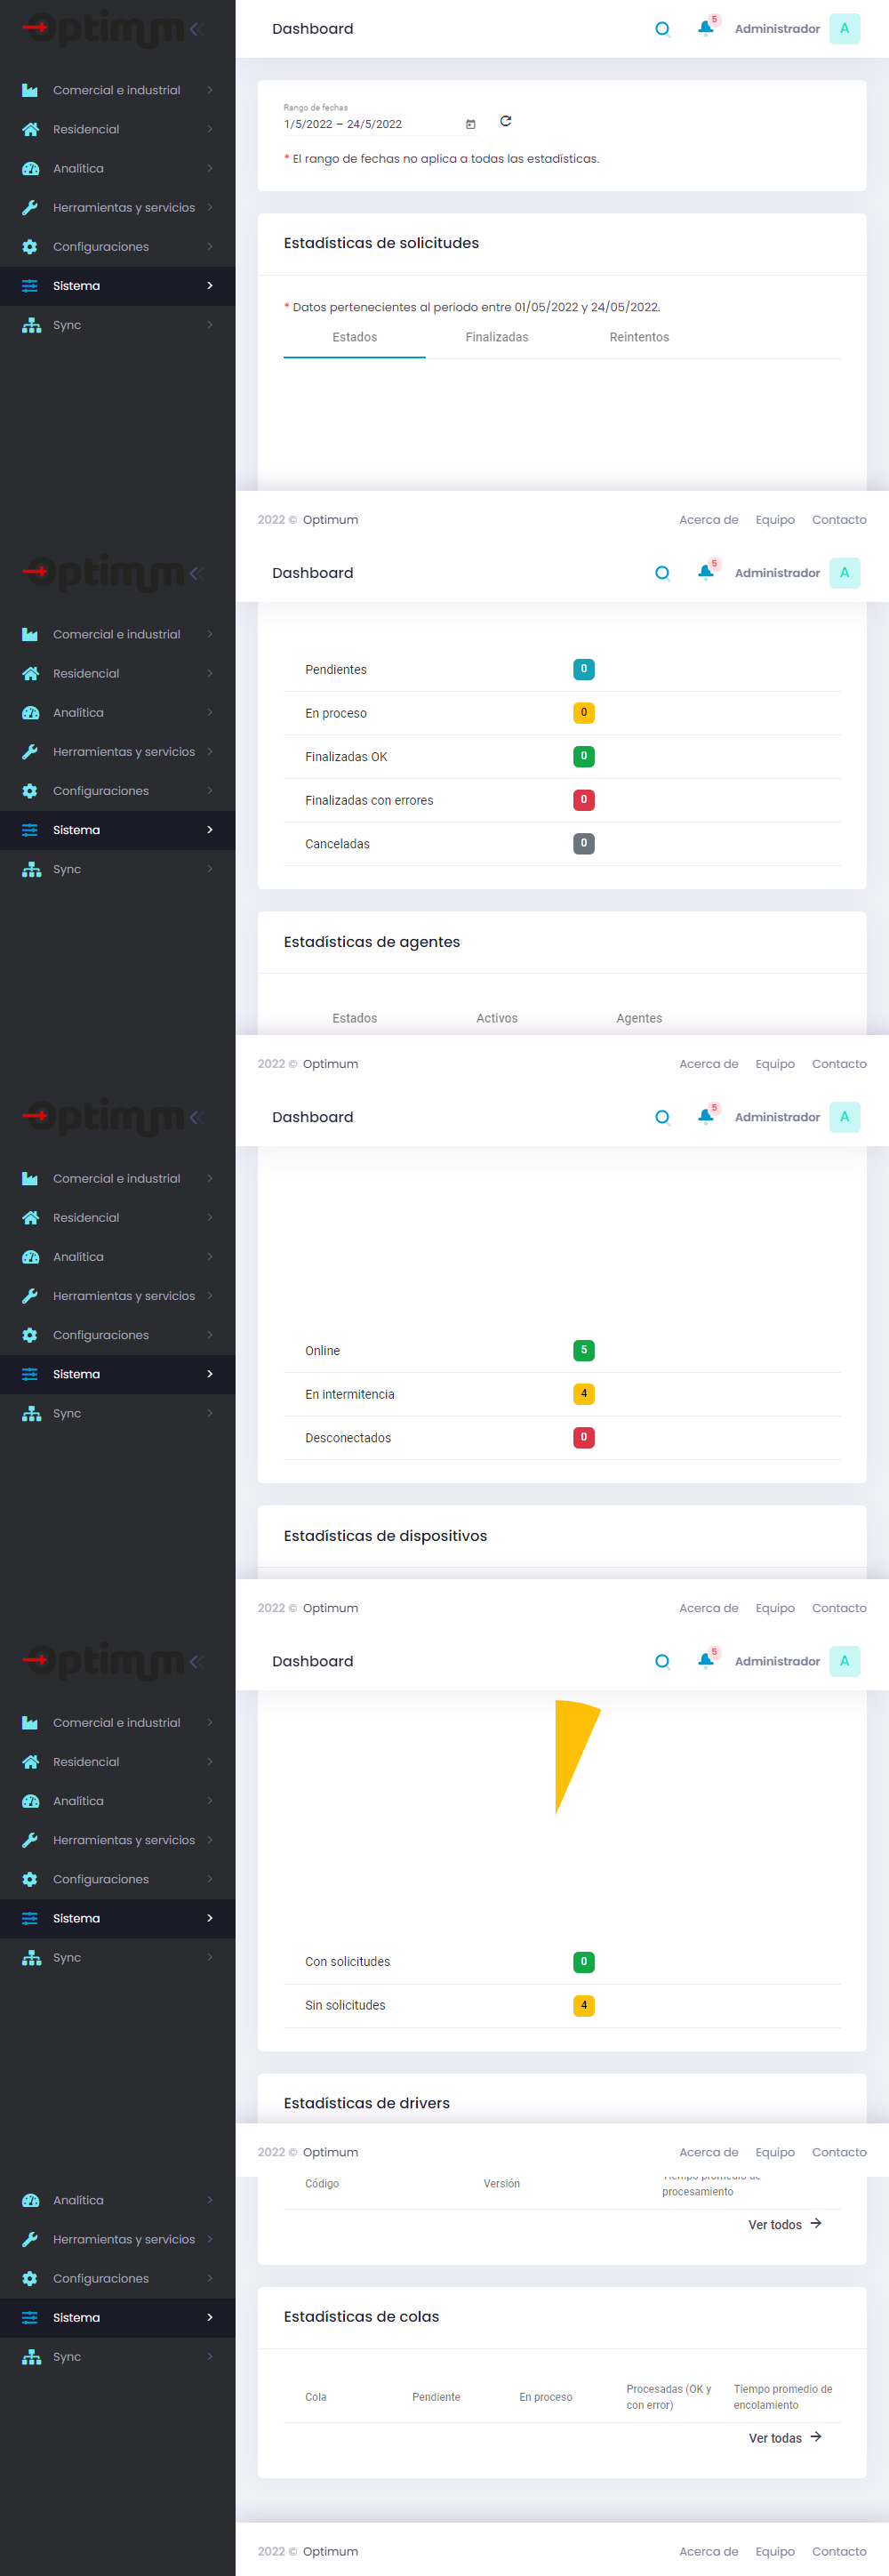 Optimum
Dashboard
5
Administrador
A
Comercial e industrial
Residencial
Analítica
Herramientas y servicios
Configuraciones
Sistema
Sync
Rango de fechas
1/5/2022 – 24/5/2022
* El rango de fechas no aplica a todas las estadísticas.
Estadísticas de solicitudes
* Datos pertenecientes al periodo entre 01/05/2022 y 24/05/2022.
Estados Finalizadas Reintentos
2022 © Optimum
Acerca de Equipo Contacto
Optimum
Dashboard
5
Administrador
A
Comercial e industrial
Residencial
Analítica
Herramientas y servicios
Configuraciones
Sistema
Sync
Pendientes 0
En proceso 0
Finalizadas OK 0
Finalizadas con errores 0
Canceladas 0
Estadísticas de agentes
Estados Activos Agentes
2022 © Optimum
Acerca de Equipo Contacto
Optimum
Dashboard
5
Administrador
A
Comercial e industrial
Residencial
Analítica
Herramientas y servicios
Configuraciones
Sistema
Sync
Online 5
En intermitencia 4
Desconectados 0
Estadísticas de dispositivos
2022 © Optimum
Acerca de Equipo Contacto
Optimum
Dashboard
5
Administrador
A
Comercial e industrial
Residencial
Analítica
Herramientas y servicios
Configuraciones
Sistema
Sync
Con solicitudes 0
Sin solicitudes 4
Estadísticas de drivers
2022 © Optimum
Acerca de Equipo Contacto
Analítica
Herramientas y servicios
Configuraciones
Sistema
Sync
Código Versión Tiempo promedio de
procesamiento
Ver todos
Estadísticas de colas
Cola Pendiente En proceso Procesadas (OK y
con error) Tiempo promedio de
encolamiento
Ver todas
2022 © Optimum
Acerca de Equipo Contacto